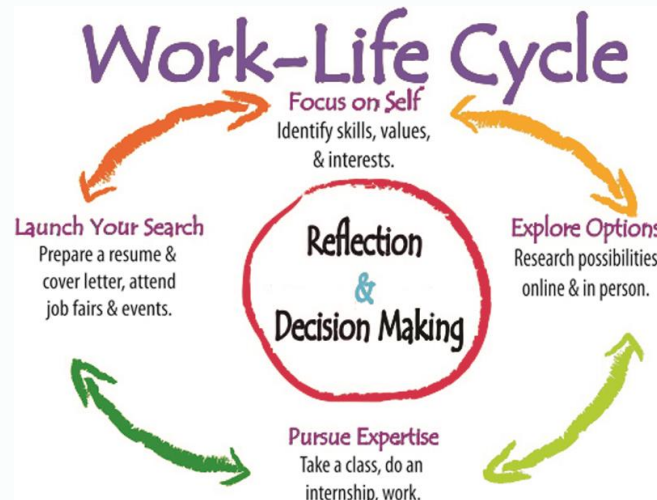 Work-Life Cycle
Focus on Self
Identify skills, values,
& interests.
Launch Your Search
Prepare a resume &
cover letter, attend
job fairs & events.
Reflection
&
Decision Making
Explore Options
Research possibilities
online & in person.
Pursue Expertise
Take a class, do an
internship, work.